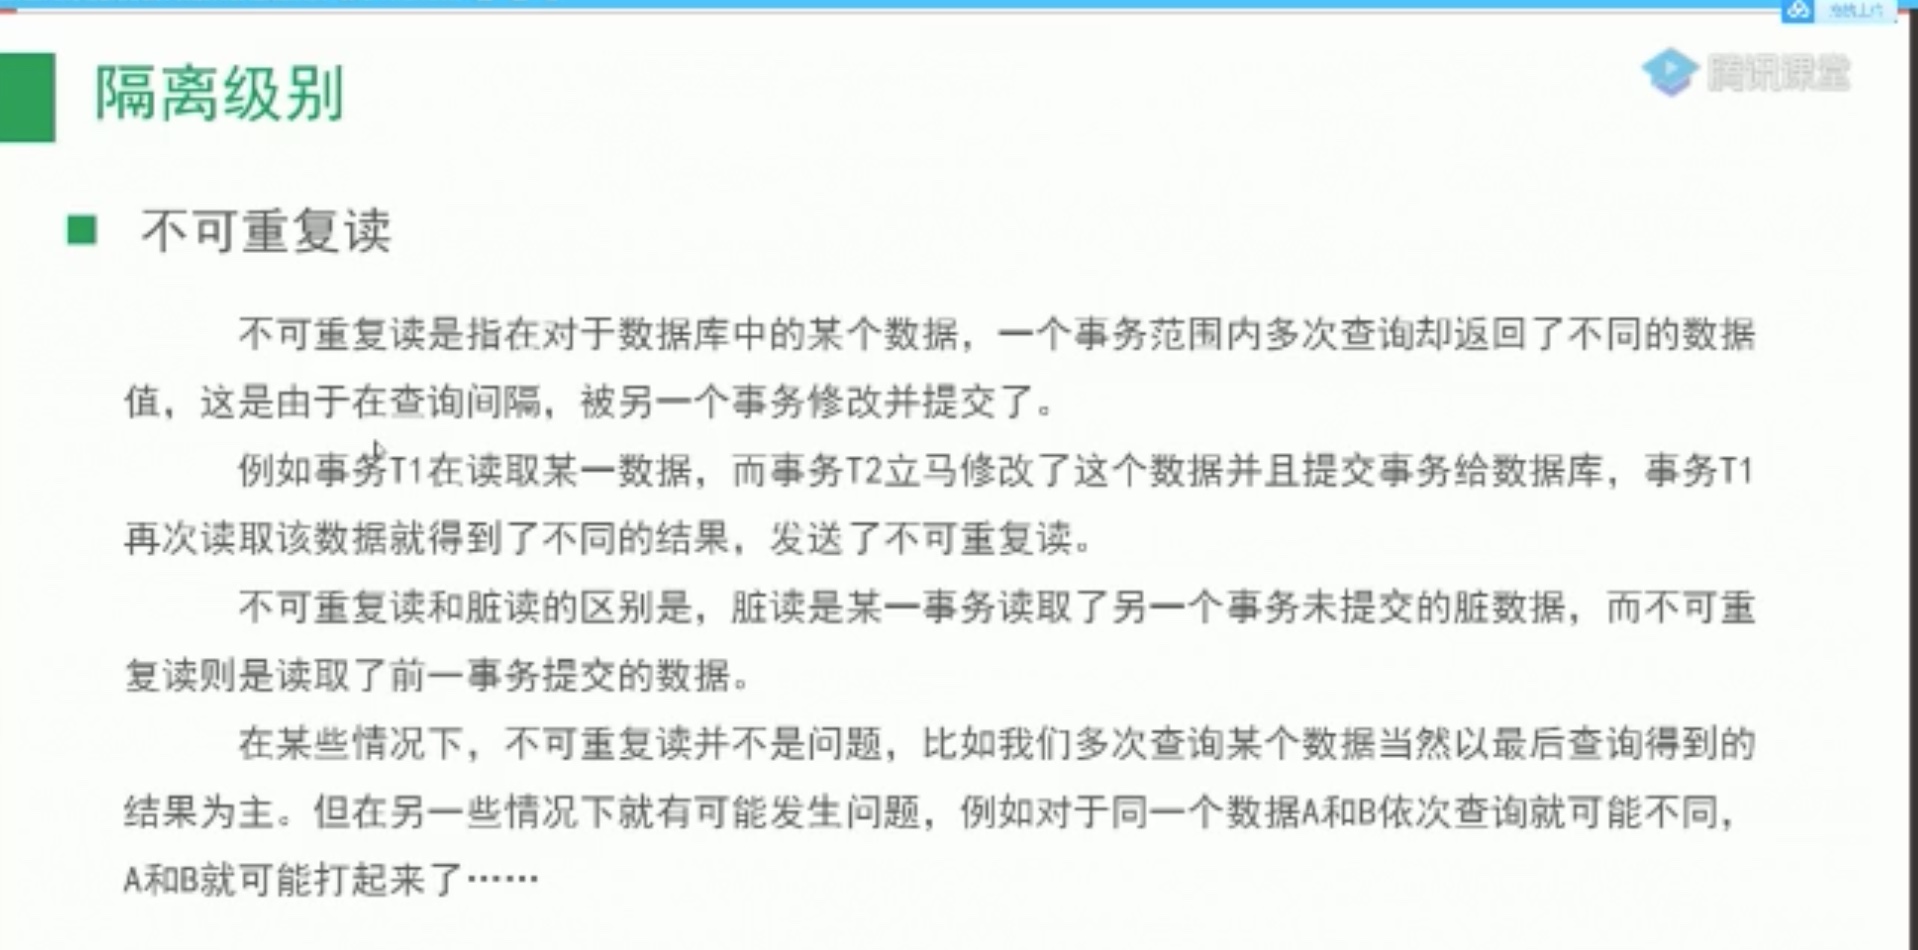 隔离级别
腾讯课堂
不可重复读
不可重复读是指在对于数据库中的某个数据，一个事务范围内多次查询却返回了不同的数据
值，这是由于在查询间隔，被另一个事务修改并提交了。
例如事务T1在读取某一数据，而事务T2立马修改了这个数据并且提交事务给数据库，事务T1
再次读取该数据就得到了不同的结果，发送了不可重复读。
不可重复读和脏读的区别是，脏读是某一事务读取了另一个事务未提交的脏数据，而不可重
复读则是读取了前一事务提交的数据。
在某些情况下，不可重复读并不是问题，比如我们多次查询某个数据当然以最后查询得到的
结果为主。但在另一些情况下就有可能发生问题，例如对于同一个数据A和B依次查询就可能不同，
A和B就可能打起来了……